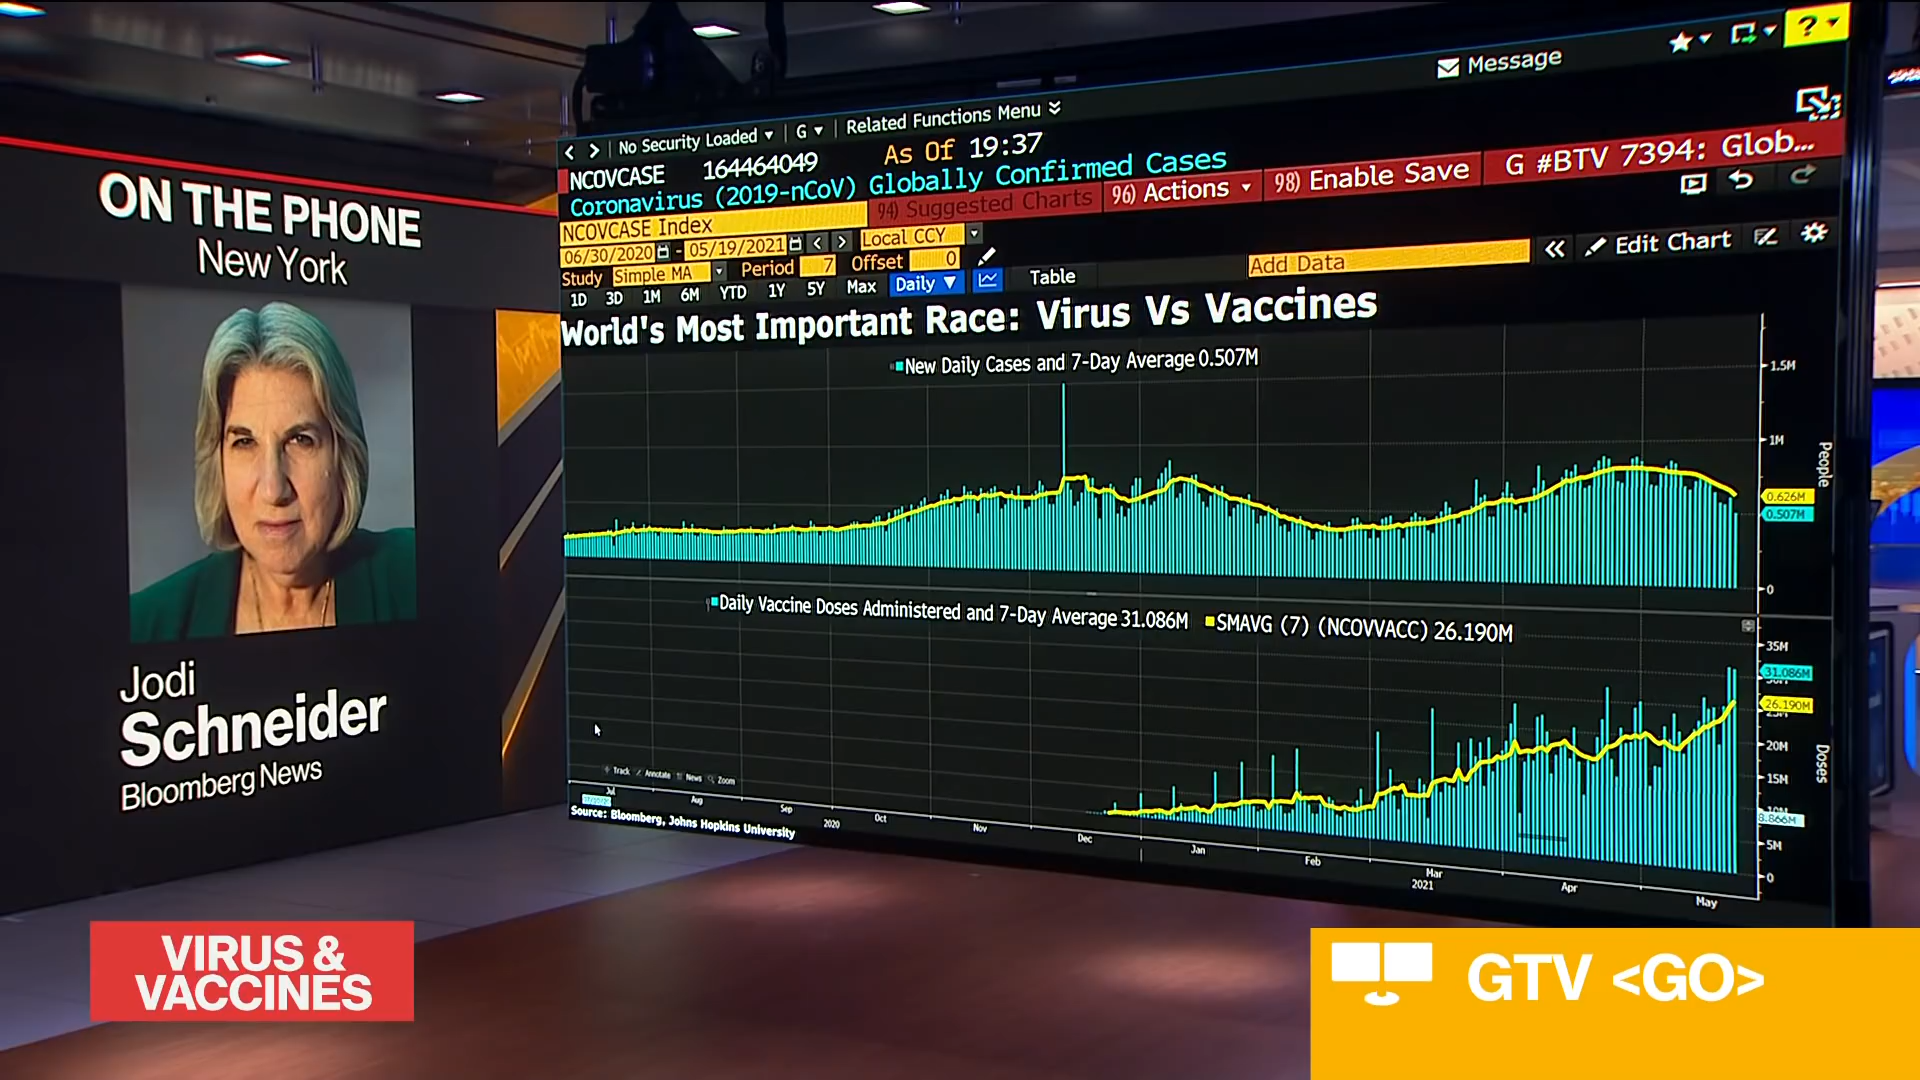 ON THE PHONE
New York
Jodi
Schneider
Bloomberg News
VIRUS &
VACCINES
Message
?
< > No Security Loaded G Related Functions Menu
NCOVCASE 164464049 As Of 19:37
Coronavirus (2019-nCoV) Globally Confirmed Cases
94) Suggested Charts 96) Actions 98) Enable Save G #BTV 7394: Glob...
NCOVCASE Index
06/30/2020 - 05/19/2021 < > Local CCY
Study Simple MA Period 7 Offset 0
Add Data « Edit Chart
1D 3D 1M 6M YTD 1Y 5Y Max Daily Table
World's Most Important Race: Virus Vs Vaccines
New Daily Cases and 7-Day Average 0.507M
1.5M
1M
People
0.626M
0.507M
0
Daily Vaccine Doses Administered and 7-Day Average 31.086M SMAVG (7) (NCOVVACC) 26.190M
35M
31.086M
26.190M
20M
15M
10M
8.866M
5M
0
Doses
Track Annotate News Zoom
Jul Aug Sep Oct Nov Dec Jan Feb Mar Apr May
2020 2021
Source: Bloomberg, Johns Hopkins University
GTV <GO>